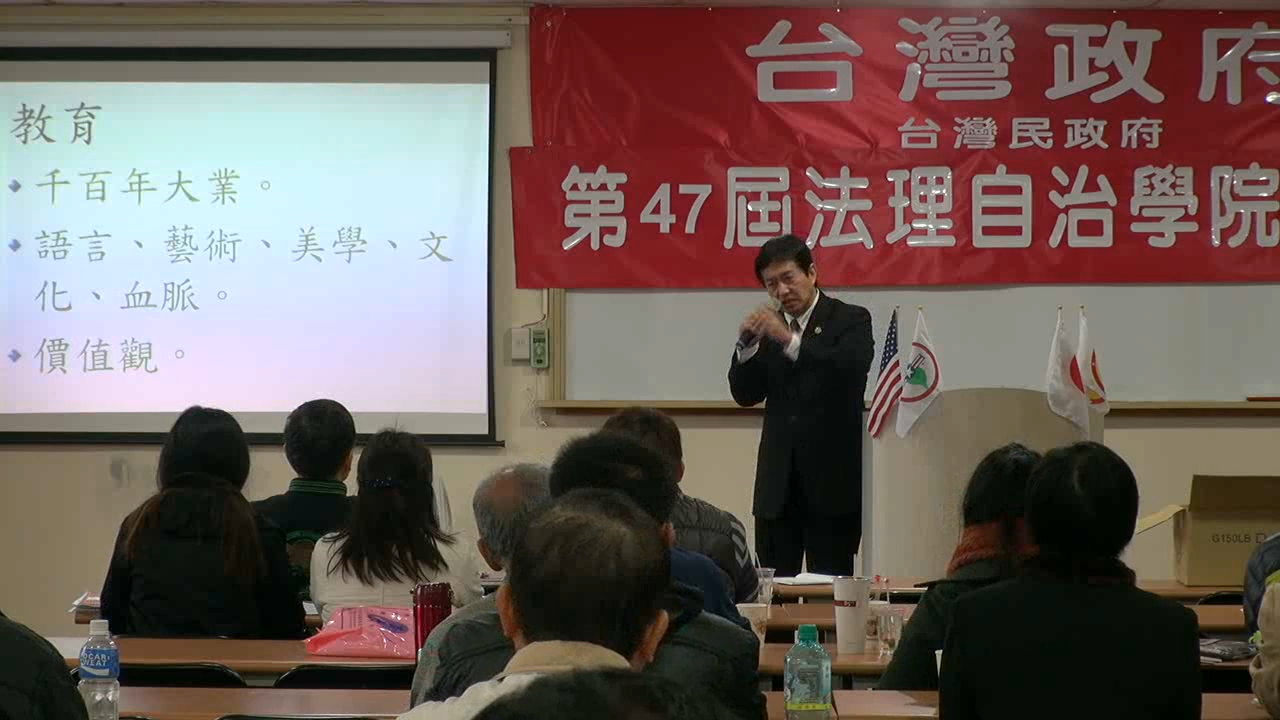 教育
千百年大業。
語言、藝術、美學、文
化、血脈。
價值觀。
台灣政府
台灣民政府
第47屆法理自治學院
OCAR
WEAT
G150LB